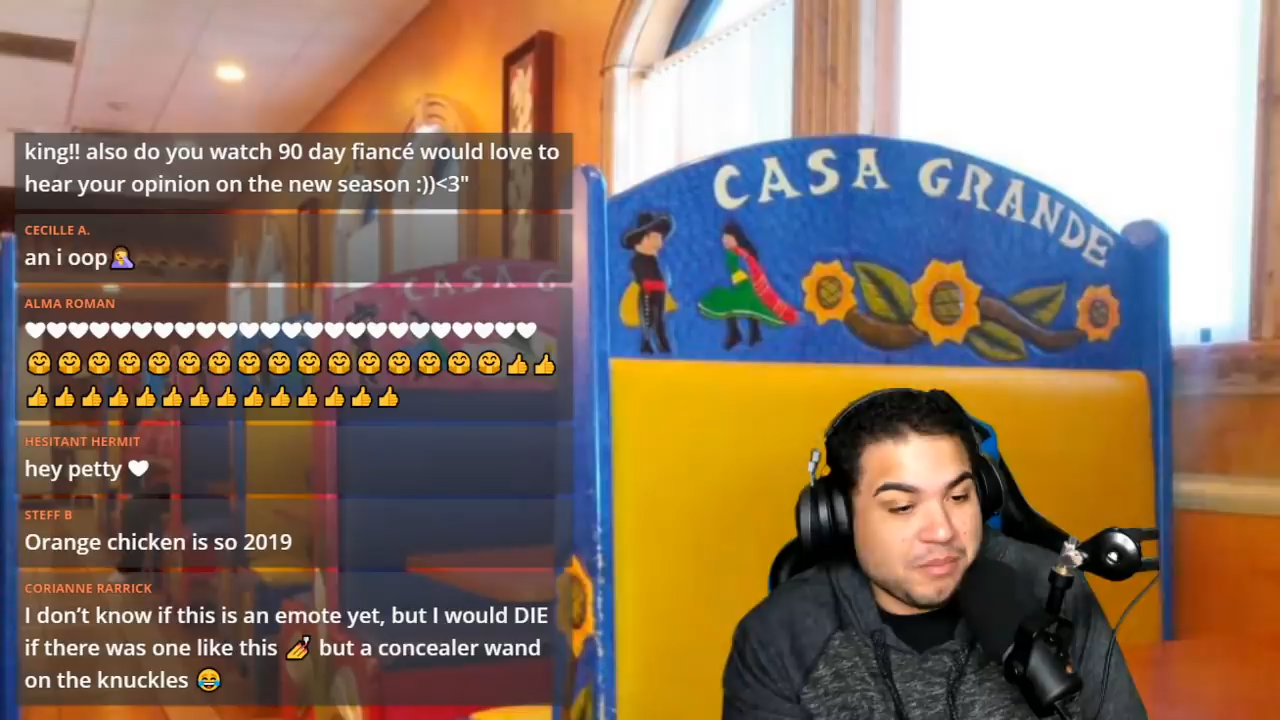 king!! also do you watch 90 day fiancé would love to
hear your opinion on the new season :))<3"
CECILLE A.
an i oop🤦‍♀️
ALMA ROMAN
🤍🤍🤍🤍🤍🤍🤍🤍🤍🤍🤍🤍🤍🤍🤍🤍🤍🤍🤍🤍🤍🤍🤍🤍
🤗🤗🤗🤗🤗🤗🤗🤗🤗🤗🤗🤗🤗🤗🤗🤗👍👍
👍👍👍👍👍👍👍👍👍👍👍👍👍👍
HESITANT HERMIT
hey petty 🤍
STEFF B
Orange chicken is so 2019
CORIANNE RARRICK
I don’t know if this is an emote yet, but I would DIE
if there was one like this 💅 but a concealer wand
on the knuckles 😂
CASA GRANDE
CASA G